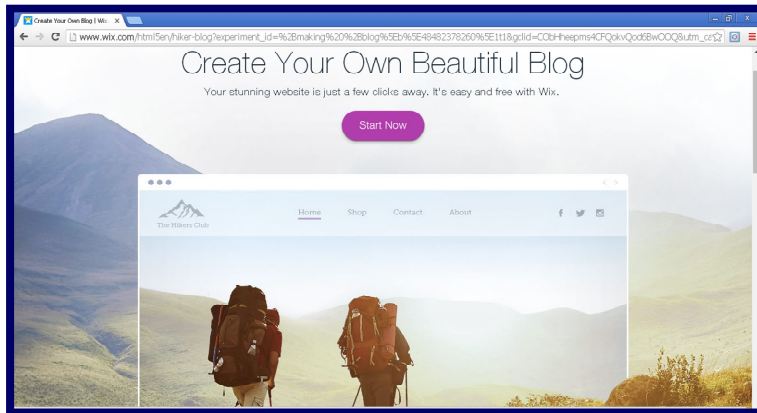 Create Your Own Blog | Wix.
www.wix.com/html5en/hiker-blog?experiment_id=%2Bmaking%20%2Bblog%5Eb%5E48482378260%5E1t1&gclid=CObHheepms4CFQokvQod6BwOOQ&utm_ca
Create Your Own Beautiful Blog
Your stunning website is just a few clicks away. It's easy and free with Wix.
Start Now
The Hikers Club
Home Shop Contact About